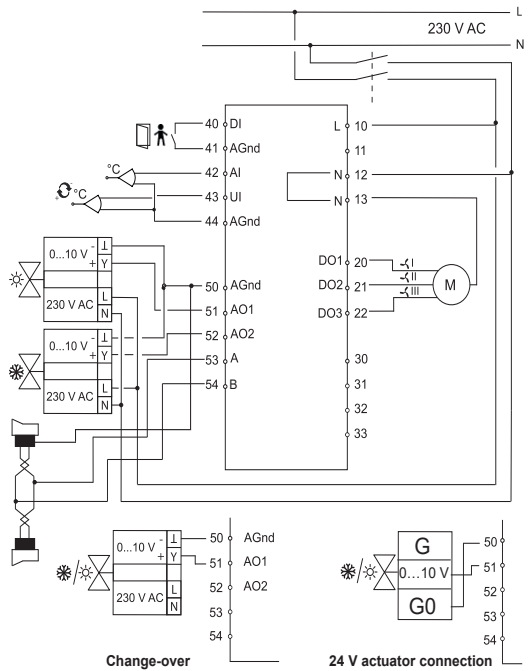 L
230 V AC
N
40 DI
L 10
41 AGnd
11
°C
42 AI
N 12
°C
43 UI
N 13
44 AGnd
0...10 V - ⊥
+ Y
L
230 V AC
N
50 AGnd
DO1 20 I
51 AO1
DO2 21 II M
52 AO2
DO3 22 III
0...10 V - ⊥
+ Y
L
230 V AC
N
53 A
30
54 B
31
32
33
0...10 V - ⊥
+ Y
L
230 V AC
N
50 AGnd
51 AO1
52 AO2
53
54
Change-over
G
0...10 V
G0
50
51
52
53
54
24 V actuator connection